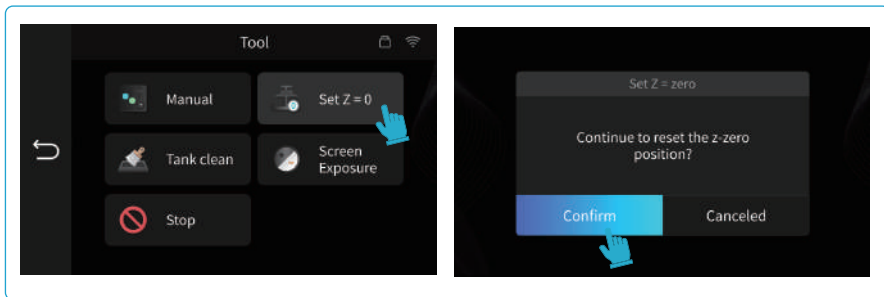 Tool
Manual
Set Z = 0
Tank clean
Screen
Exposure
Stop
Set Z = zero
Continue to reset the z-zero
position?
Confirm
Canceled